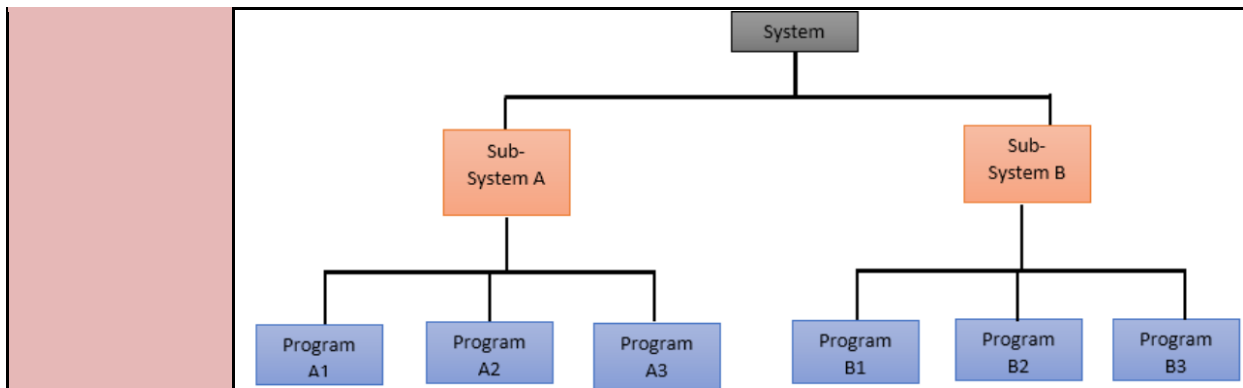 System
Sub-
System A
Sub-
System B
Program
A1
Program
A2
Program
A3
Program
B1
Program
B2
Program
B3